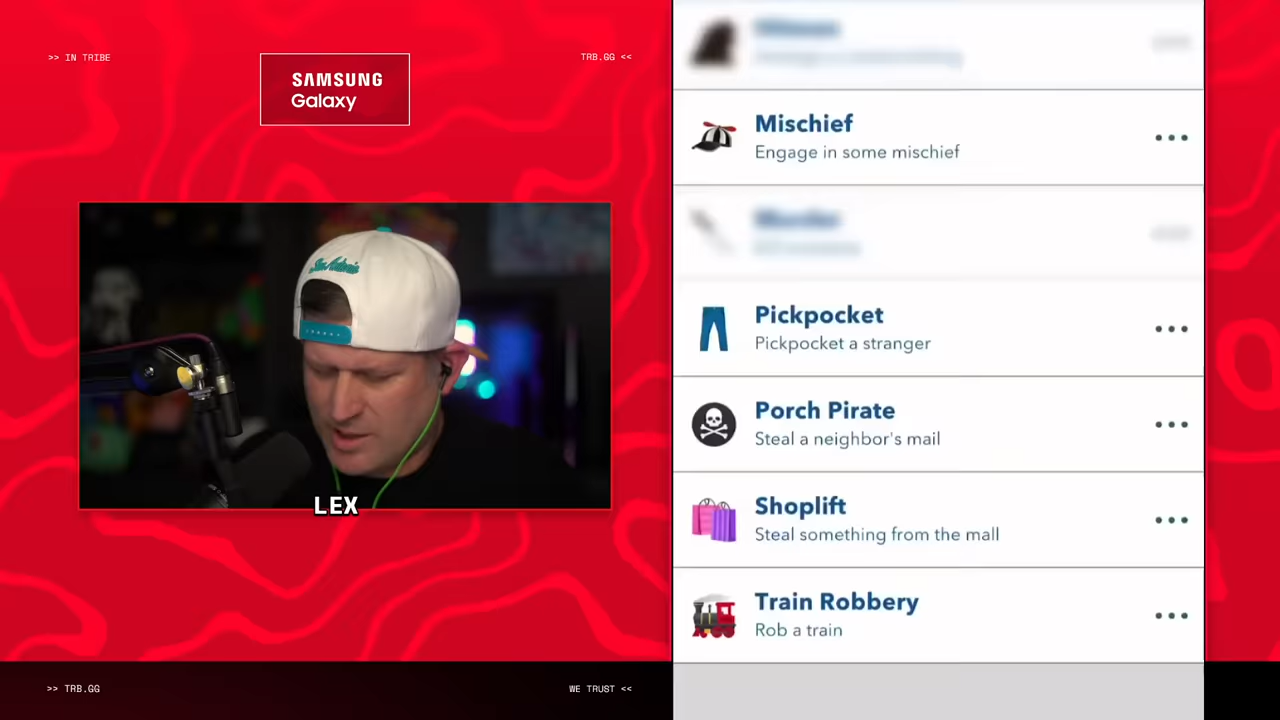 >> IN TRIBE
TRB.GG <<
SAMSUNG
Galaxy
LEX
>> TRB.GG
WE TRUST <<
Mischief
Engage in some mischief
Pickpocket
Pickpocket a stranger
Porch Pirate
Steal a neighbor's mail
Shoplift
Steal something from the mall
Train Robbery
Rob a train